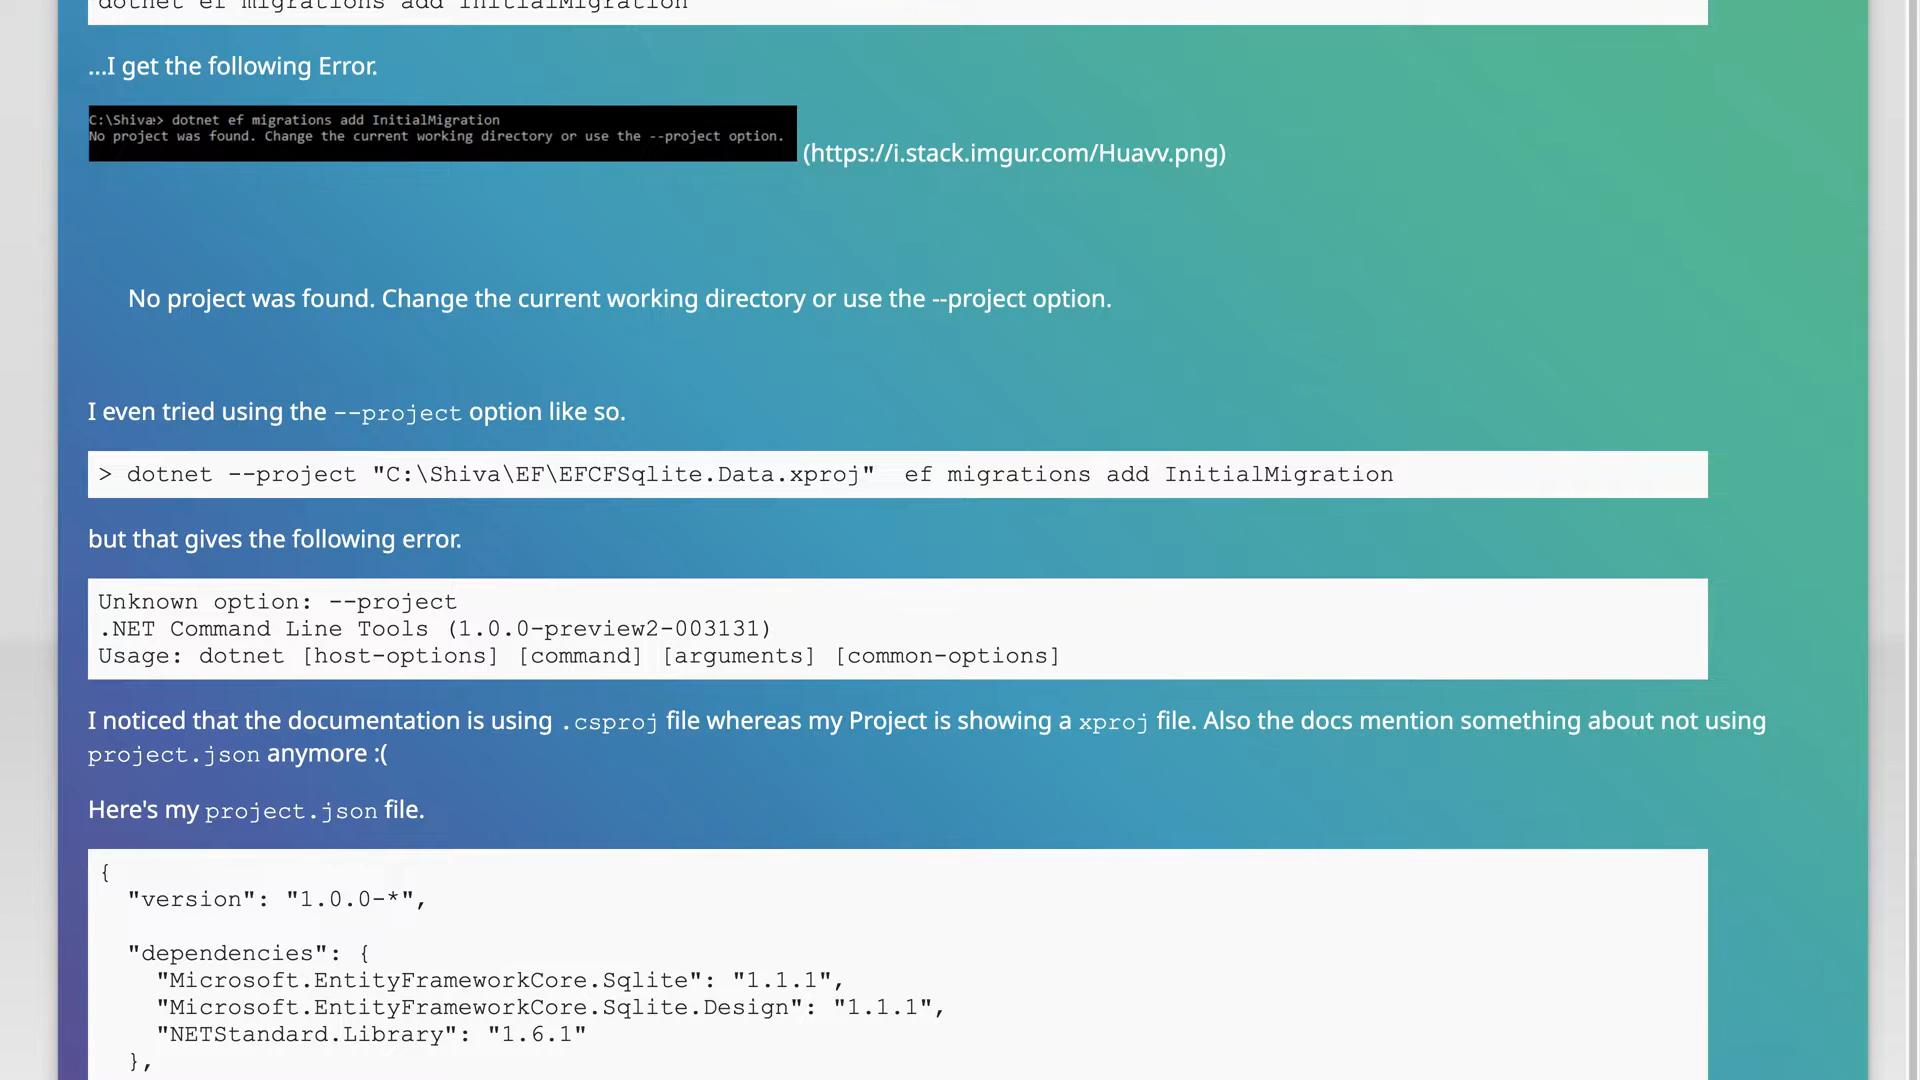 dotnet ef migrations add InitialMigration
...I get the following Error.
C:\Shiva>> dotnet ef migrations add InitialMigration
No project was found. Change the current working directory or use the --project option.
(https://i.stack.imgur.com/Huavv.png)
No project was found. Change the current working directory or use the --project option.
I even tried using the --project option like so.
> dotnet --project "C:\Shiva\EF\EFCFSqlite.Data.xproj"  ef migrations add InitialMigration
but that gives the following error.
Unknown option: --project
.NET Command Line Tools (1.0.0-preview2-003131)
Usage: dotnet [host-options] [command] [arguments] [common-options]
I noticed that the documentation is using .csproj file whereas my Project is showing a xproj file. Also the docs mention something about not using
project.json anymore :(
Here's my project.json file.
{
  "version": "1.0.0-*",
  "dependencies": {
    "Microsoft.EntityFrameworkCore.Sqlite": "1.1.1",
    "Microsoft.EntityFrameworkCore.Sqlite.Design": "1.1.1",
    "NETStandard.Library": "1.6.1"
  },